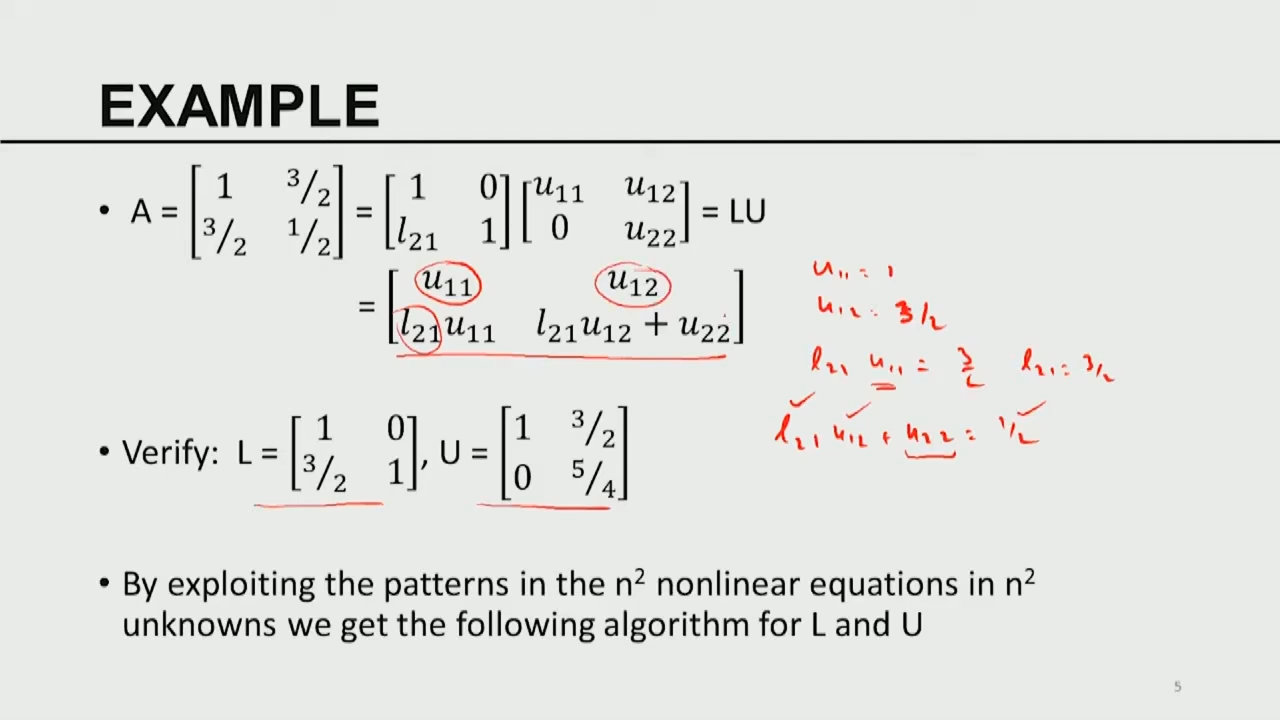 EXAMPLE
• A = [1 3/2; 3/2 1/2] = [1 0; l₂₁ 1] [u₁₁ u₁₂; 0 u₂₂] = LU
= [u₁₁ u₁₂; l₂₁u₁₁ l₂₁u₁₂ + u₂₂]
u₁₁ = 1
u₁₂ = 3/2
l₂₁ u₁₁ = 3/2 l₂₁ = 3/2
l₂₁ u₁₂ + u₂₂ = 1/2
• Verify: L = [1 0; 3/2 1], U = [1 3/2; 0 5/4]
• By exploiting the patterns in the n² nonlinear equations in n²
unknowns we get the following algorithm for L and U
5